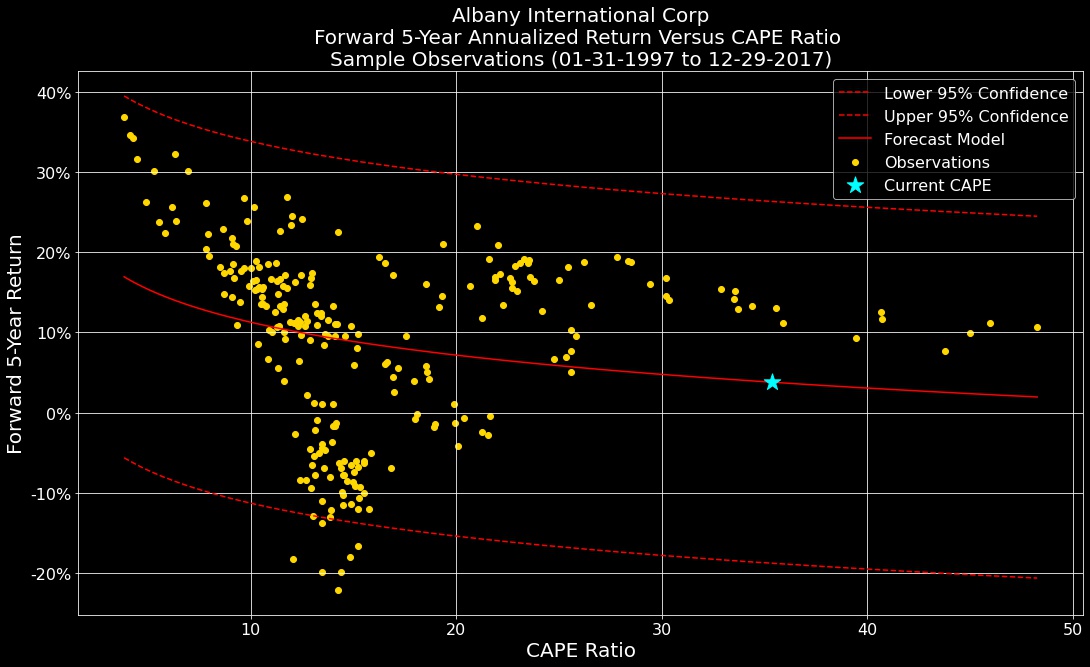 Albany International Corp
Forward 5-Year Annualized Return Versus CAPE Ratio
Sample Observations (01-31-1997 to 12-29-2017)
Lower 95% Confidence
Upper 95% Confidence
Forecast Model
Observations
Current CAPE
Forward 5-Year Return
40%
30%
20%
10%
0%
-10%
-20%
10
20
30
40
50
CAPE Ratio